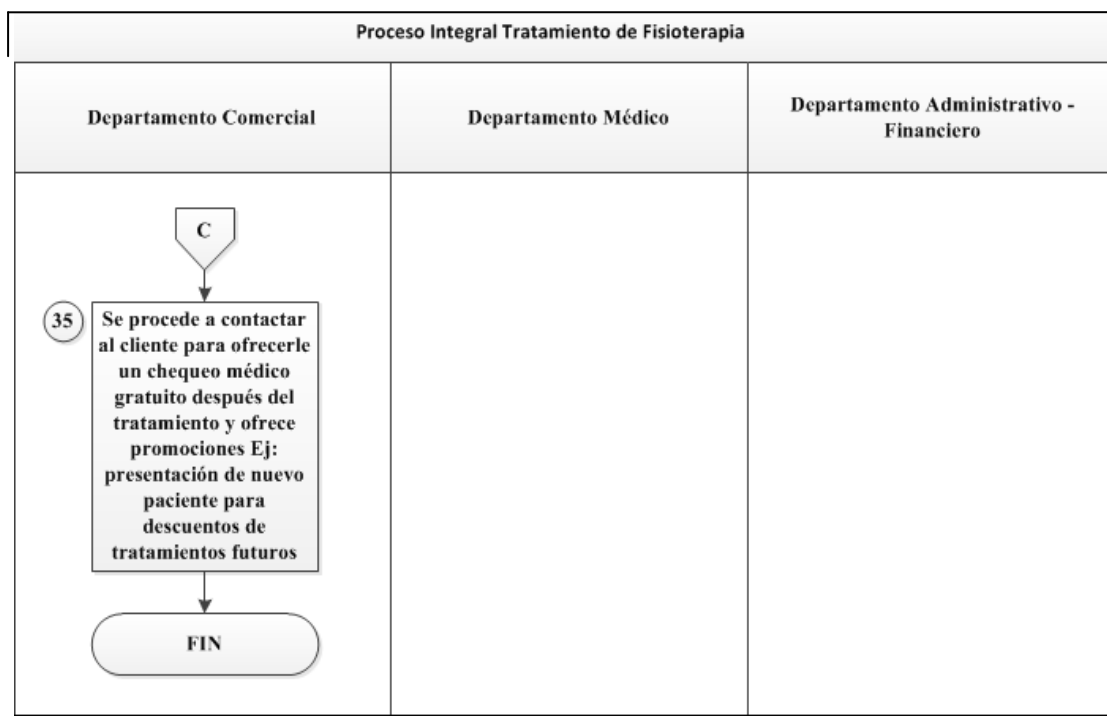 Proceso Integral Tratamiento de Fisioterapia
Departamento Comercial
Departamento Médico
Departamento Administrativo -
Financiero
C
35
Se procede a contactar
al cliente para ofrecerle
un chequeo médico
gratuito después del
tratamiento y ofrece
promociones Ej:
presentación de nuevo
paciente para
descuentos de
tratamientos futuros
FIN